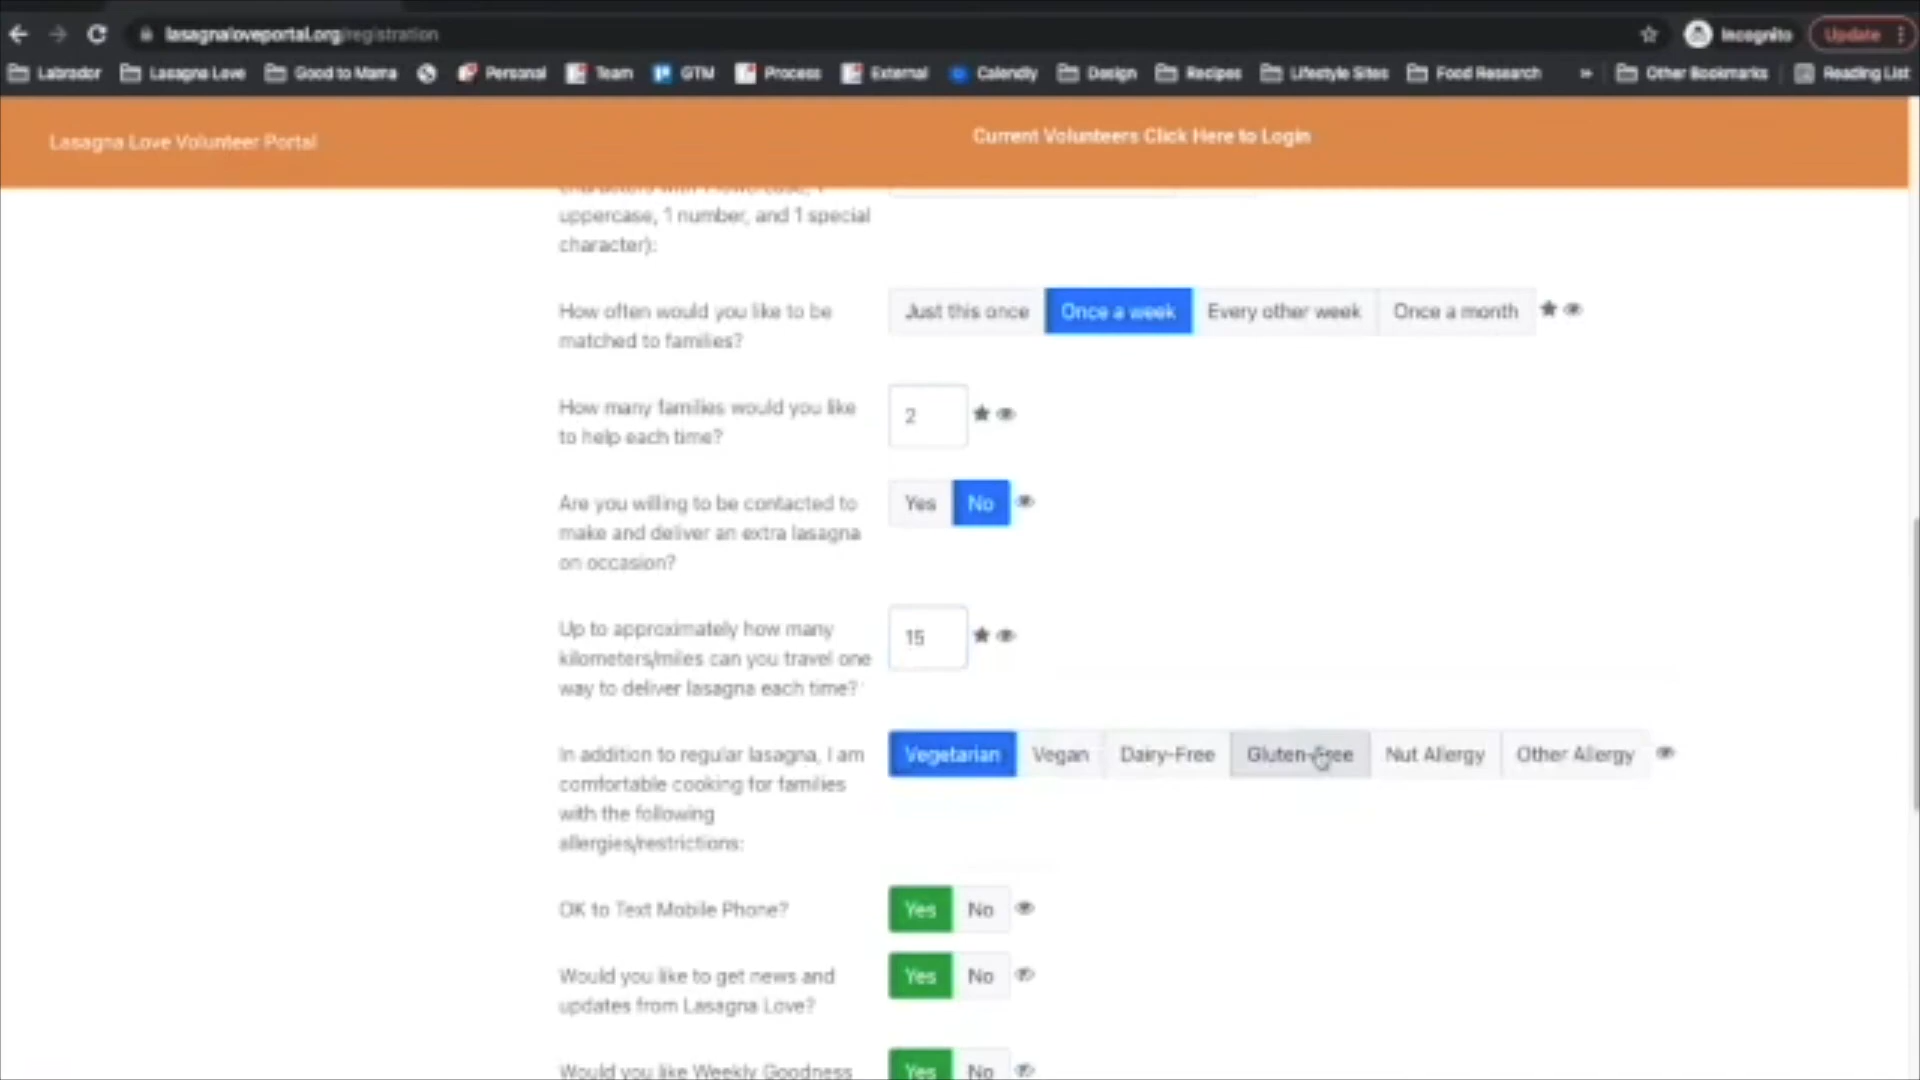 lasagnaloveportal.org/registration
Incognito
Update
Labrador
Lasagna Love
Good to Mama
Personal
Team
GTM
Process
External
Calendly
Design
Recipes
Lifestyle Sites
Food Research
»
Other Bookmarks
Reading List
Lasagna Love Volunteer Portal
Current Volunteers Click Here to Login
uppercase, 1 number, and 1 special
character):
How often would you like to be
matched to families?
Just this once
Once a week
Every other week
Once a month
How many families would you like
to help each time?
2
Are you willing to be contacted to
make and deliver an extra lasagna
on occasion?
Yes
No
Up to approximately how many
kilometers/miles can you travel one
way to deliver lasagna each time?
15
In addition to regular lasagna, I am
comfortable cooking for families
with the following
allergies/restrictions:
Vegetarian
Vegan
Dairy-Free
Gluten-Free
Nut Allergy
Other Allergy
OK to Text Mobile Phone?
Yes
No
Would you like to get news and
updates from Lasagna Love?
Yes
No
Would you like Weekly Goodness
Yes
No